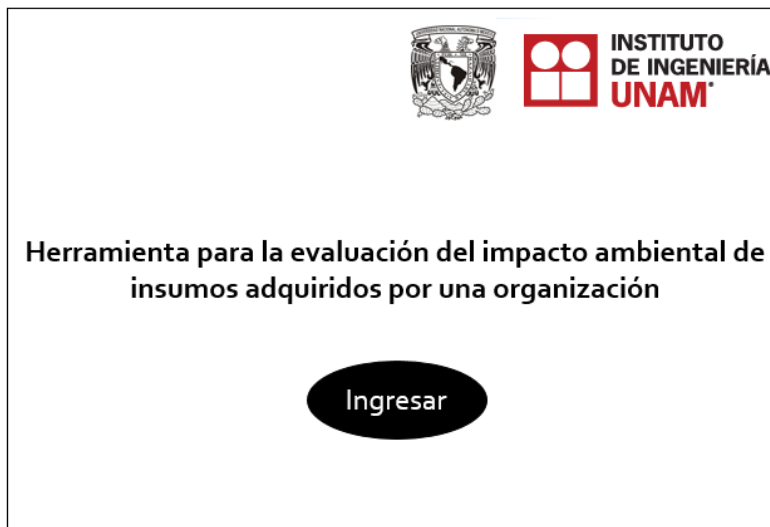 INSTITUTO
DE INGENIERÍA
UNAM
Herramienta para la evaluación del impacto ambiental de
insumos adquiridos por una organización
Ingresar